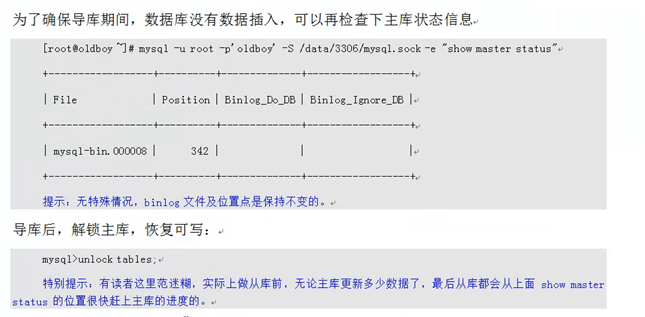 为了确保导库期间，数据库没有数据插入，可以再检查下主库状态信息
[root@oldboy ~]# mysql -u root -p'oldboy' -S /data/3306/mysql.sock -e "show master status"
+------------------+----------+--------------+------------------+
| File | Position | Binlog_Do_DB | Binlog_Ignore_DB |
+------------------+----------+--------------+------------------+
| mysql-bin.000008 | 342 | | |
+------------------+----------+--------------+------------------+
提示：无特殊情况，binlog 文件及位置点是保持不变的。
导库后，解锁主库，恢复可写：
mysql>unlock tables;
特别提示：有读者这里范迷糊，实际上做从库前，无论主库更新多少数据了，最后从库都会从上面 show master
status 的位置很快赶上主库的进度的。